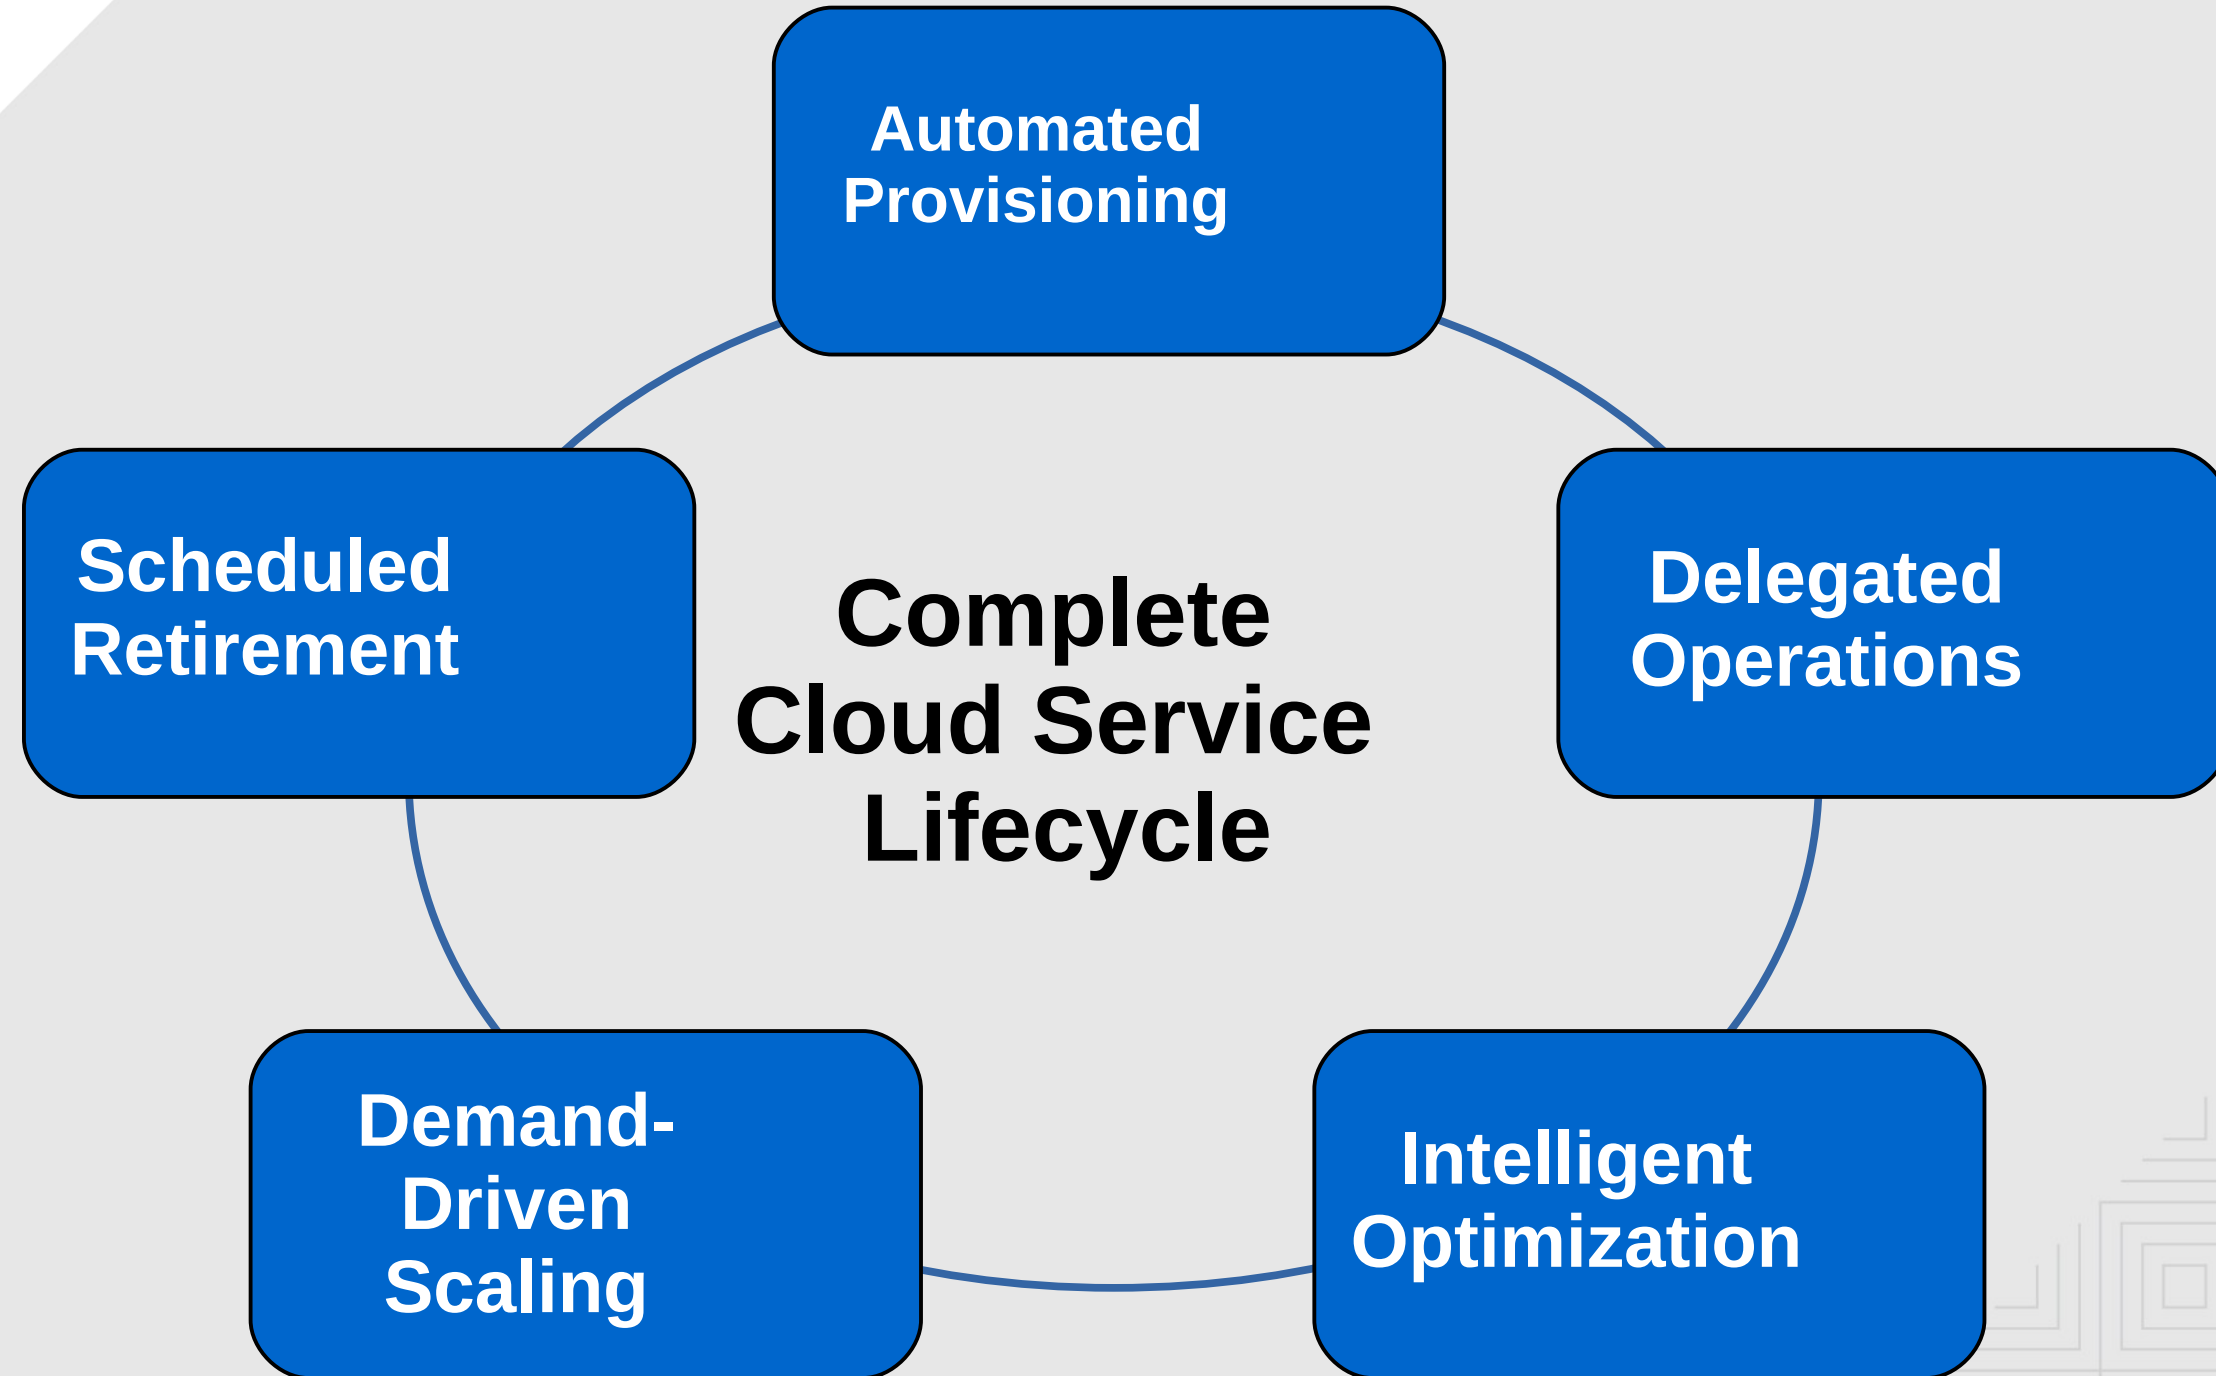 Automated
Provisioning
Scheduled
Retirement
Complete
Cloud Service
Lifecycle
Delegated
Operations
Demand-
Driven
Scaling
Intelligent
Optimization